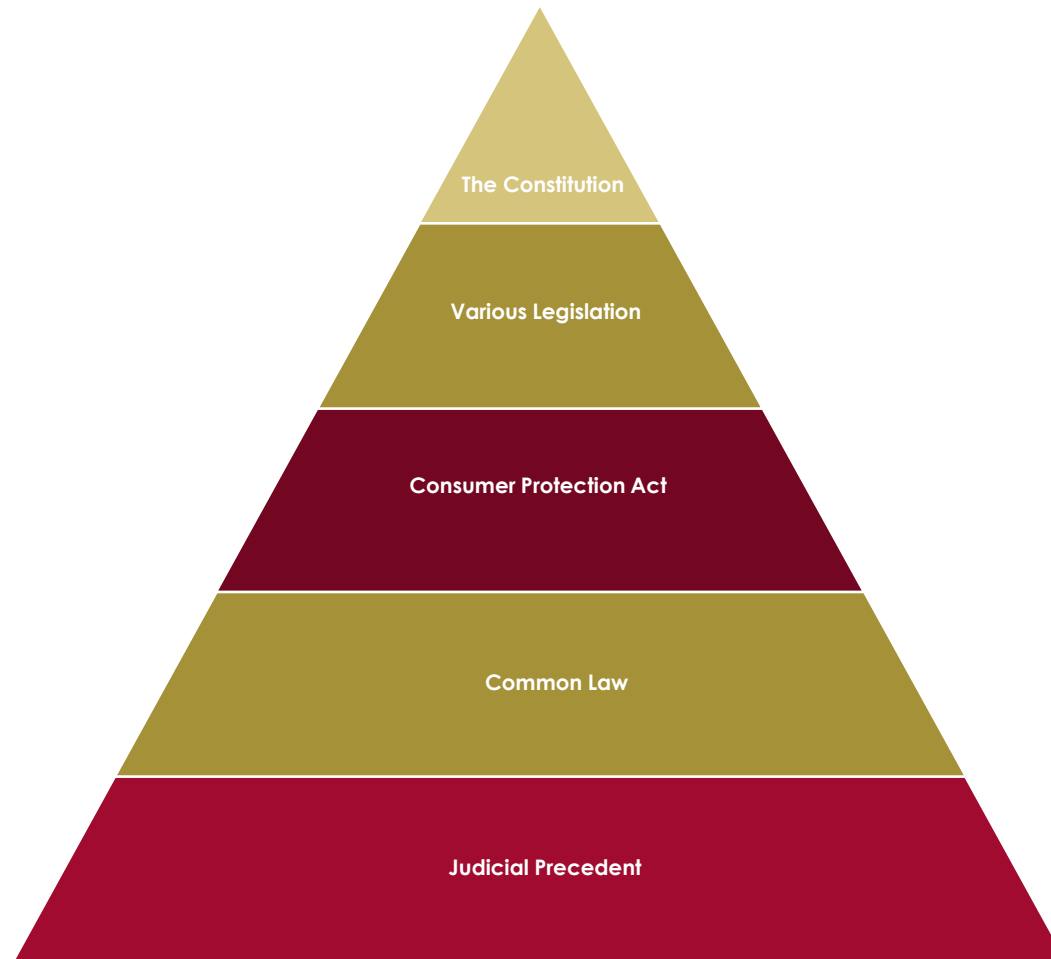 The Constitution
Various Legislation
Consumer Protection Act
Common Law
Judicial Precedent